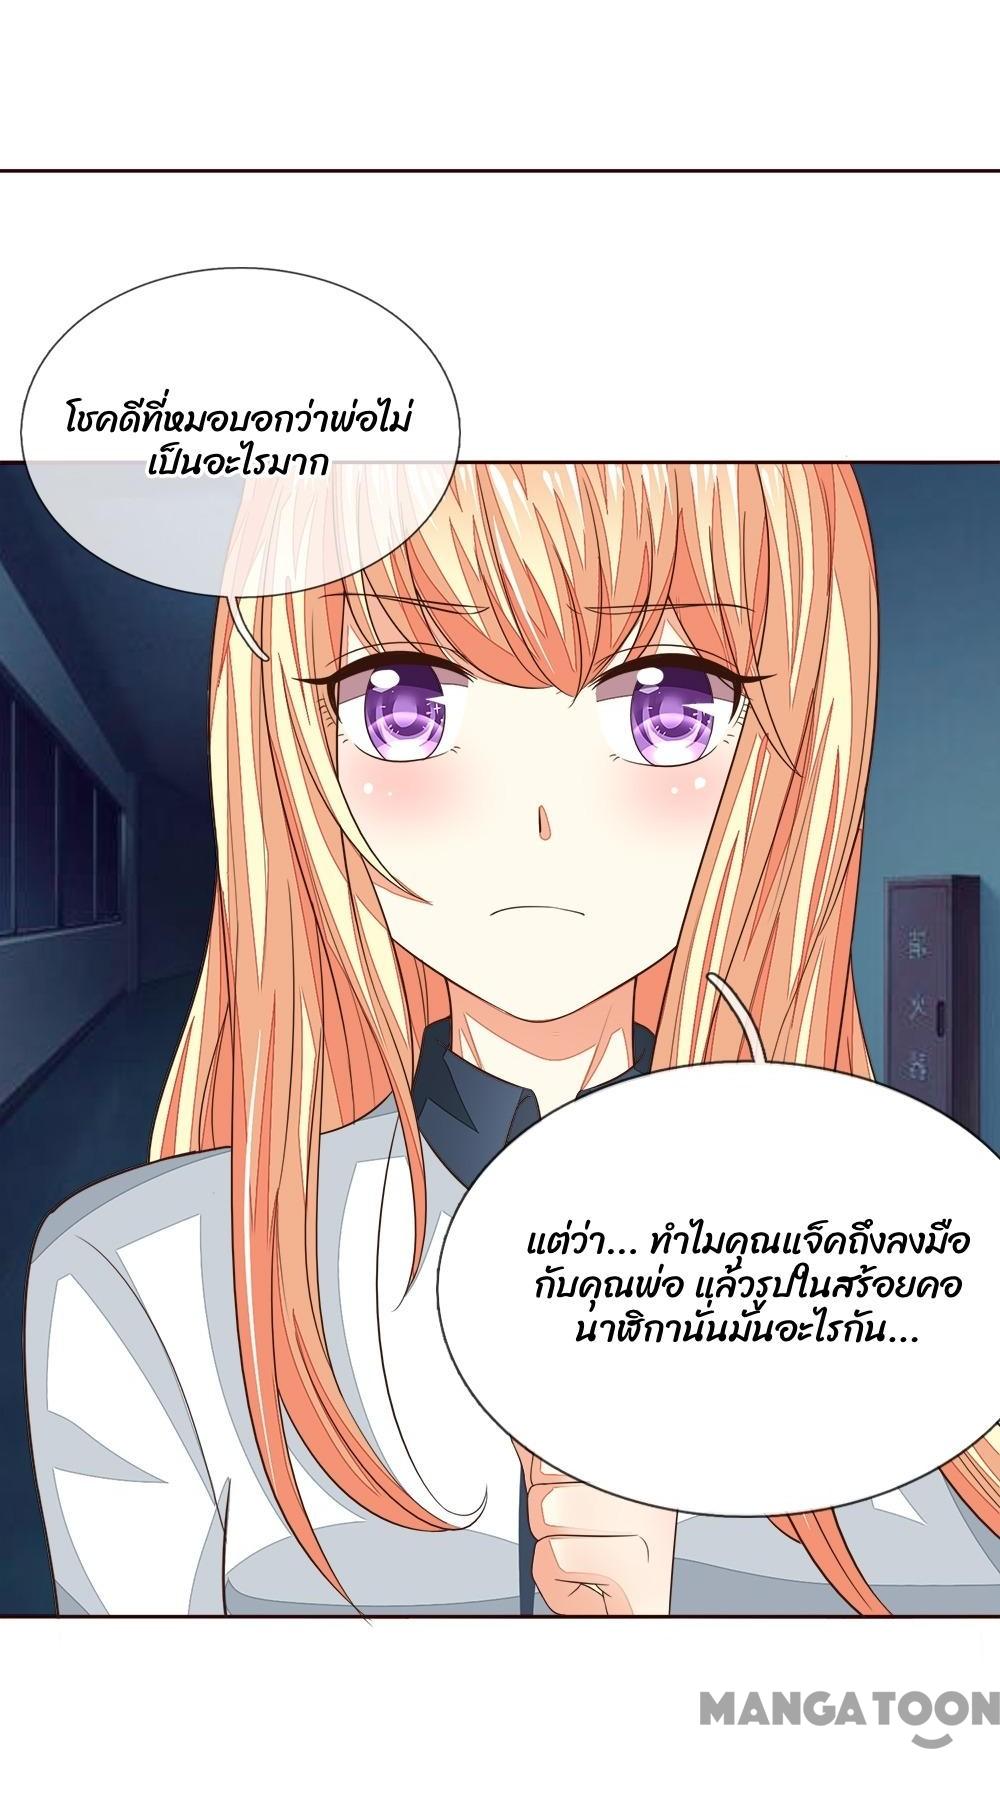 โชคดีที่หมอบอกว่าพ่อไม่
เป็นอะไรมาก
火
แต่ว่า... ทำไมคุณแจ็คถึงลงมือ
กับคุณพ่อ แล้วรูปในสร้อยคอ
นาฬิกานั่นมันอะไรกัน...
MANGATOON